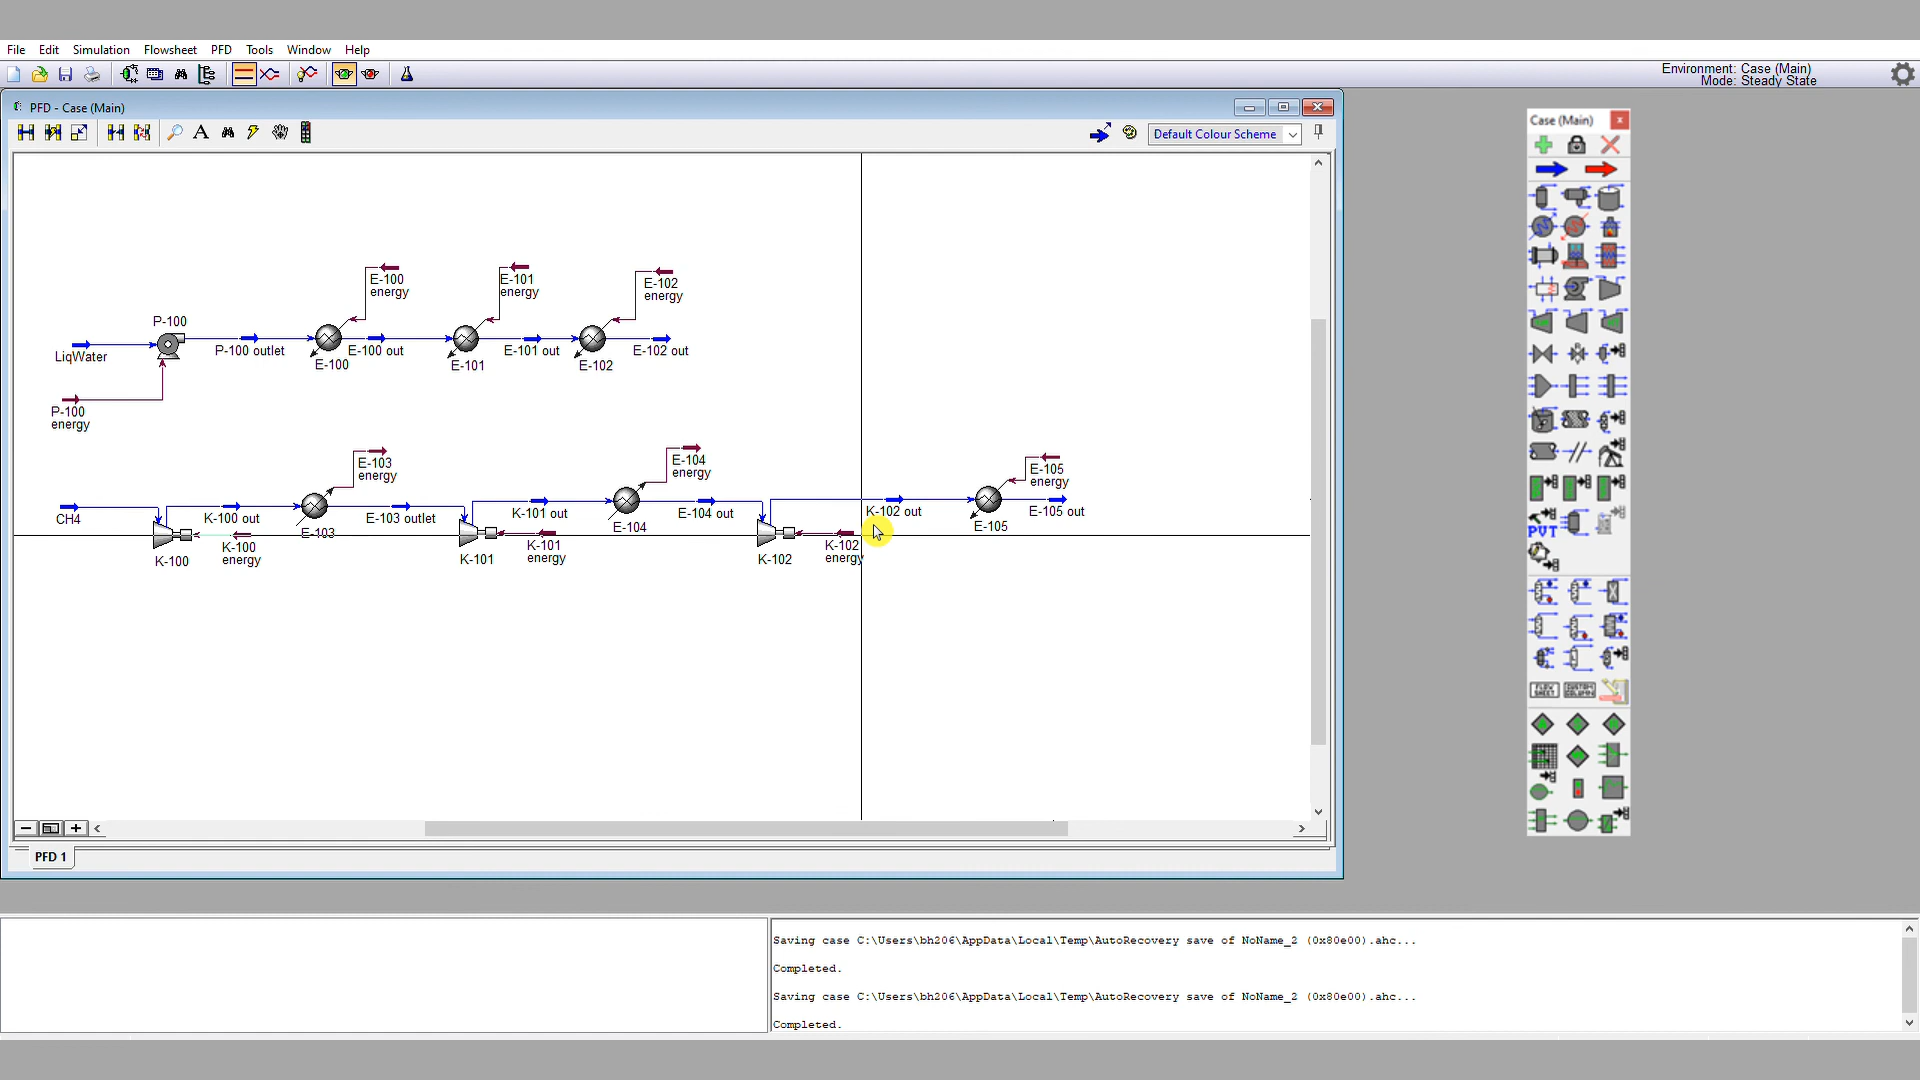 File Edit Simulation Flowsheet PFD Tools Window Help
Environment: Case (Main)
Mode: Steady State
PFD - Case (Main)
Case (Main)
A
Default Colour Scheme
E-100
energy
E-101
energy
E-102
energy
P-100
LiqWater
P-100 outlet
E-100
E-100 out
E-101
E-101 out
E-102
E-102 out
P-100
energy
E-103
energy
E-104
energy
E-105
energy
CH4
K-100
K-100 out
K-100
energy
E-103
E-103 outlet
K-101
K-101 out
K-101
energy
E-104
E-104 out
K-102
K-102
energy
K-102 out
E-105
E-105 out
PVT
FLOW
SHEET
CUSTOM
COLUMN
PFD 1
Saving case C:\Users\bh206\AppData\Local\Temp\AutoRecovery save of NoName_2 (0x80e00).ahc...
Completed.
Saving case C:\Users\bh206\AppData\Local\Temp\AutoRecovery save of NoName_2 (0x80e00).ahc...
Completed.